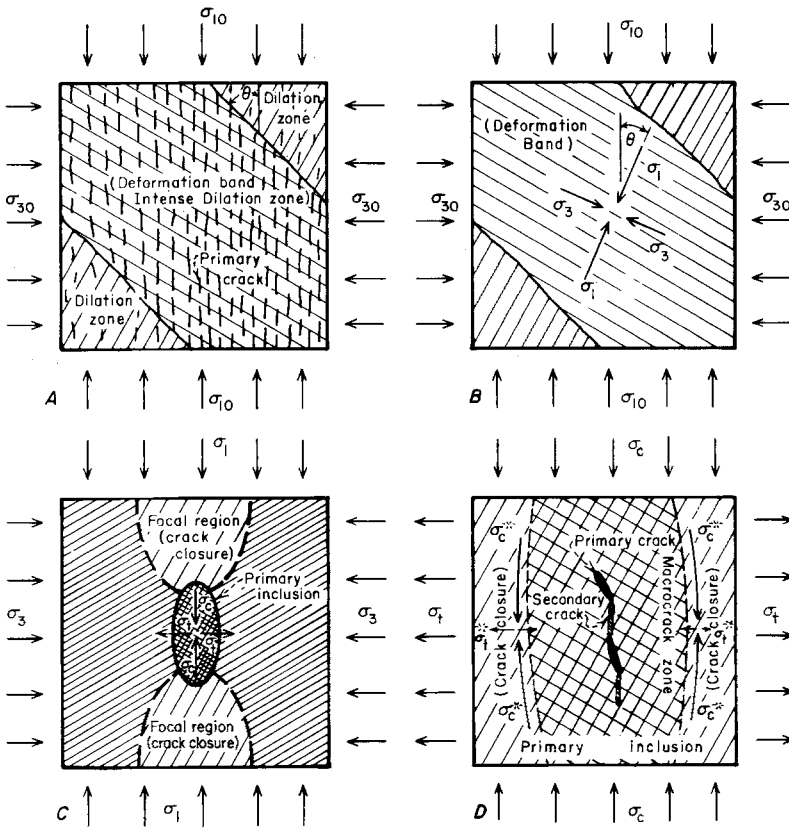 σ₁₀
σ₃₀
θ
Dilation
zone
(Deformation band
Intense Dilation zone)
Primary
crack
Dilation
zone
σ₃₀
A
σ₁₀
σ₁₀
(Deformation
Band)
θ
σ₁
σ₃
σ₃
σ₁
σ₃₀
B
σ₁₀
σ₁
σ₃
Focal region
(crack
closure)
Primary
inclusion
σc
Focal region
(crack closure)
σ₃
C
σ₁
σc
σt
σc*
Primary crack
σc*
(Crack closure)
Secondary
crack
Macrocrack
zone
(Crack closure)
σt*
σt*
σt
σc*
σc*
Primary inclusion
D
σc